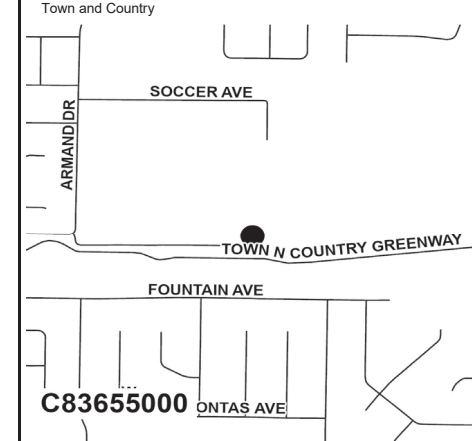 Town and Country
SOCCER AVE
ARMAND DR
TOWN N COUNTRY GREENWAY
FOUNTAIN AVE
C83655000
ONTAS AVE